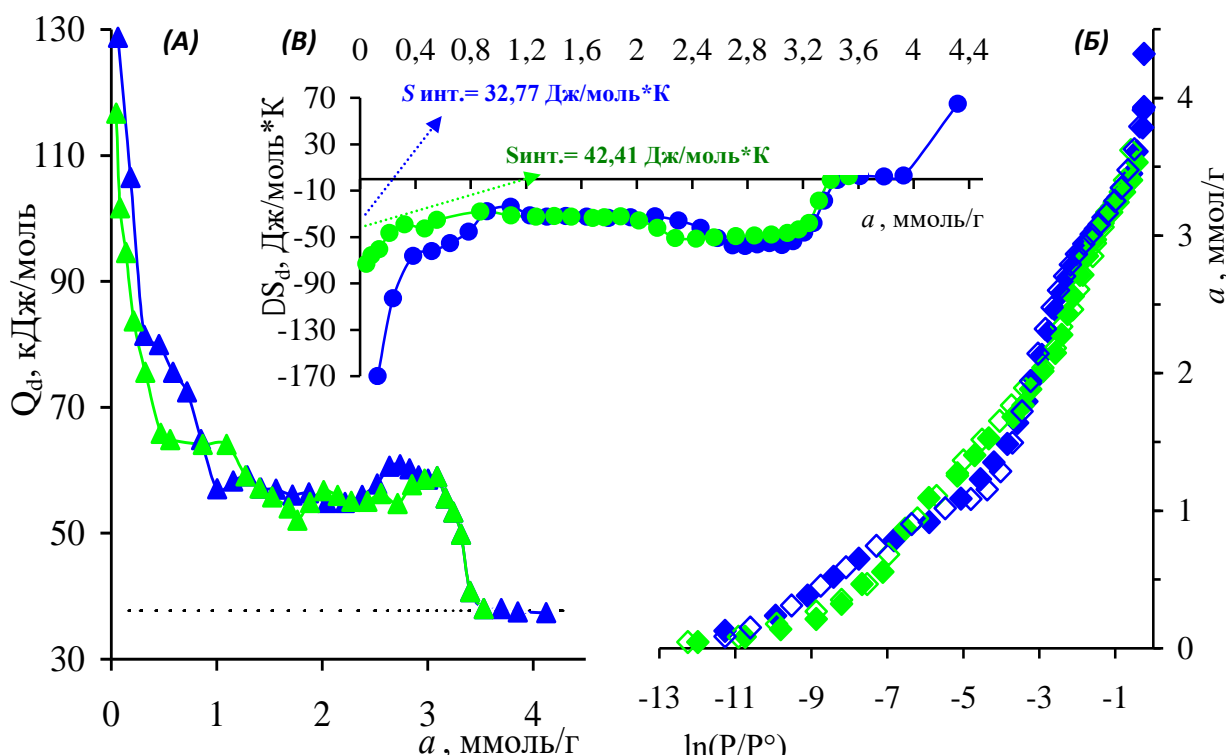 130
110
90
70
50
30
Q_d, кДж/моль
(А)
0 1 2 3 4
a, ммоль/г
(В)
0 0,4 0,8 1,2 1,6 2 2,4 2,8 3,2 3,6 4 4,4
S инт.= 32,77 Дж/моль*К
Sинт.= 42,41 Дж/моль*К
70
30
-10
-50
-90
-130
-170
DS_d, Дж/моль*К
a, ммоль/г
(Б)
4
3
2
1
0
a, ммоль/г
-13 -11 -9 -7 -5 -3 -1
ln(P/P°)